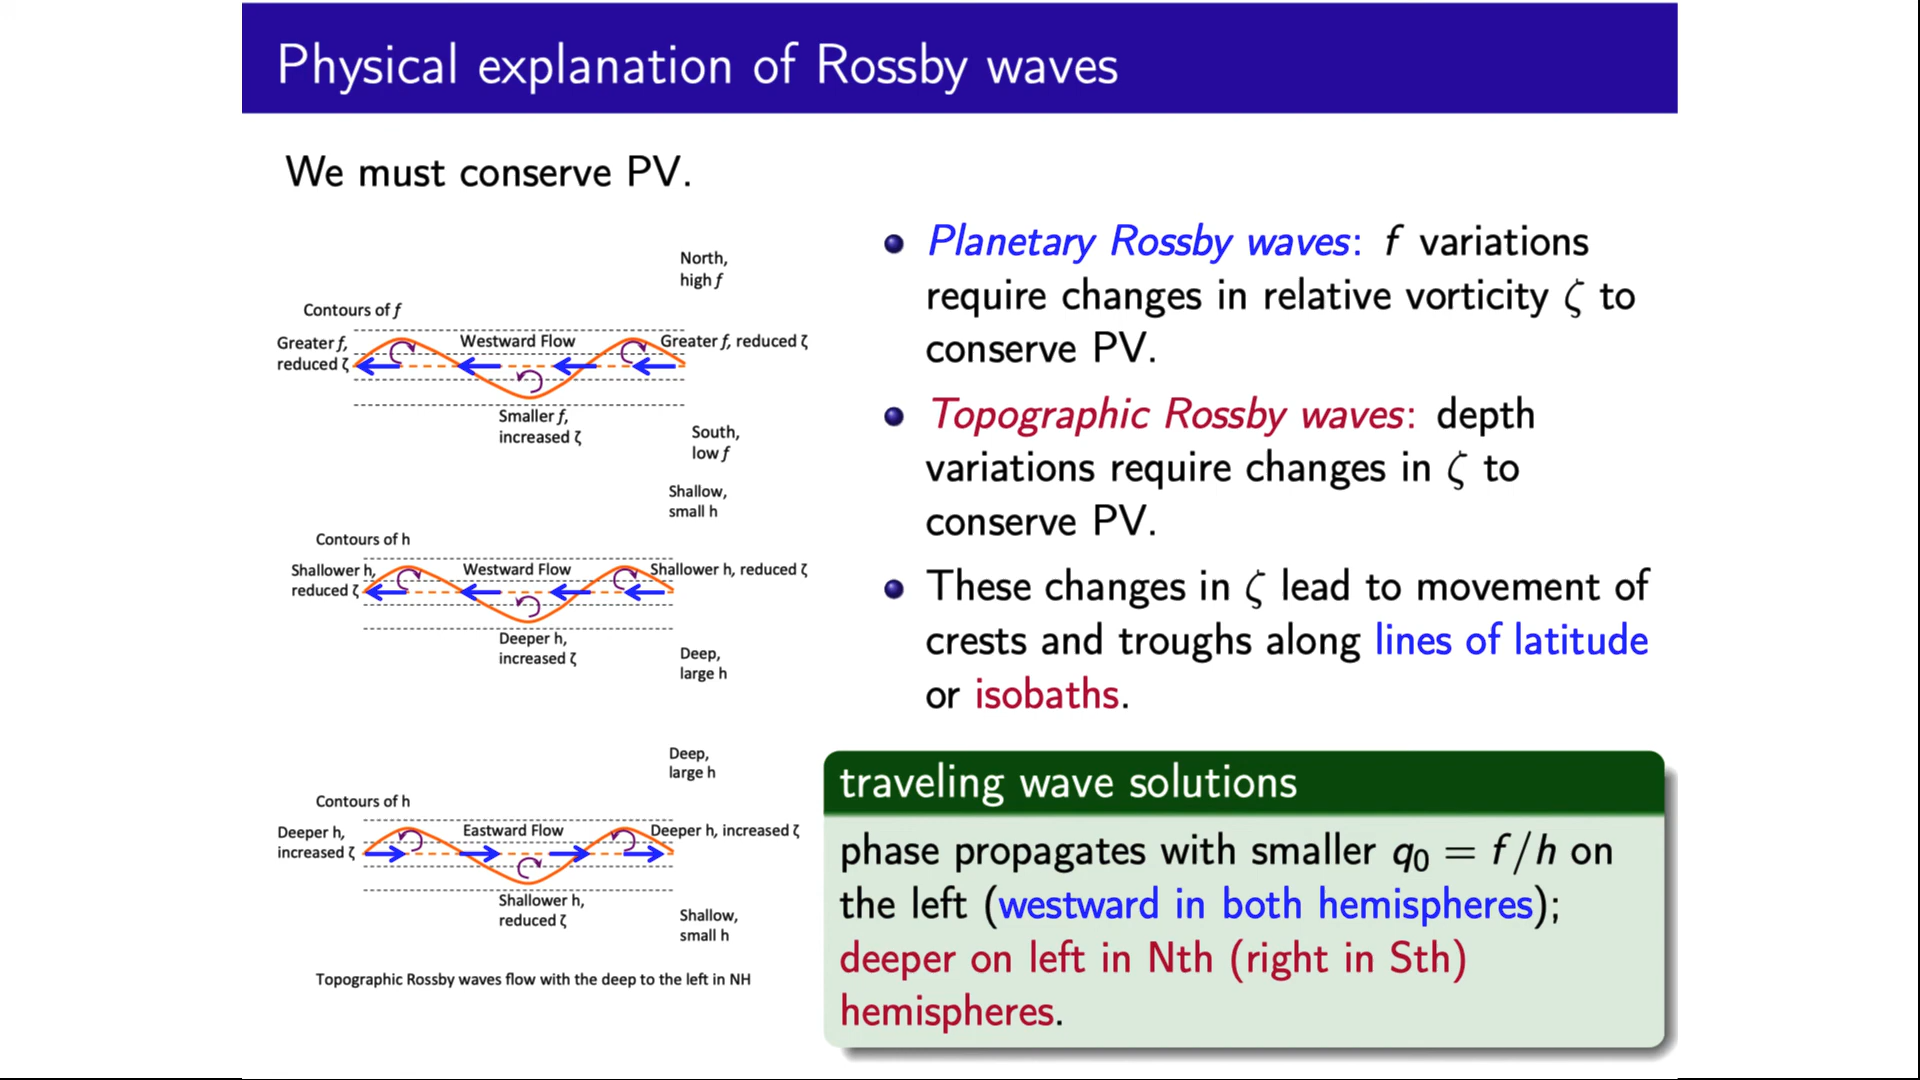 Physical explanation of Rossby waves
We must conserve PV.
North,
high f
Contours of f
Greater f,
reduced ζ
Westward Flow
Greater f, reduced ζ
Smaller f,
increased ζ
South,
low f
Shallow,
small h
Contours of h
Shallower h,
reduced ζ
Westward Flow
Shallower h, reduced ζ
Deeper h,
increased ζ
Deep,
large h
Deep,
large h
Contours of h
Deeper h,
increased ζ
Eastward Flow
Deeper h, increased ζ
Shallower h,
reduced ζ
Shallow,
small h
Topographic Rossby waves flow with the deep to the left in NH
Planetary Rossby waves: f variations
require changes in relative vorticity ζ to
conserve PV.
Topographic Rossby waves: depth
variations require changes in ζ to
conserve PV.
These changes in ζ lead to movement of
crests and troughs along lines of latitude
or isobaths.
traveling wave solutions
phase propagates with smaller q₀ = f/h on
the left (westward in both hemispheres);
deeper on left in Nth (right in Sth)
hemispheres.